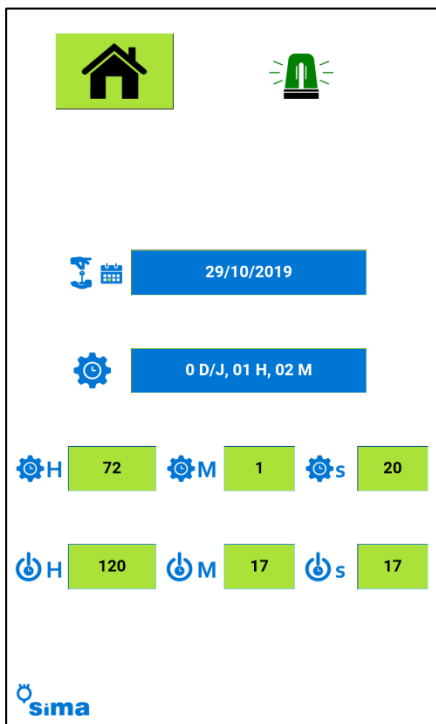 29/10/2019
0 D/J, 01 H, 02 M
H 72 M 1 s 20
H 120 M 17 s 17
sima